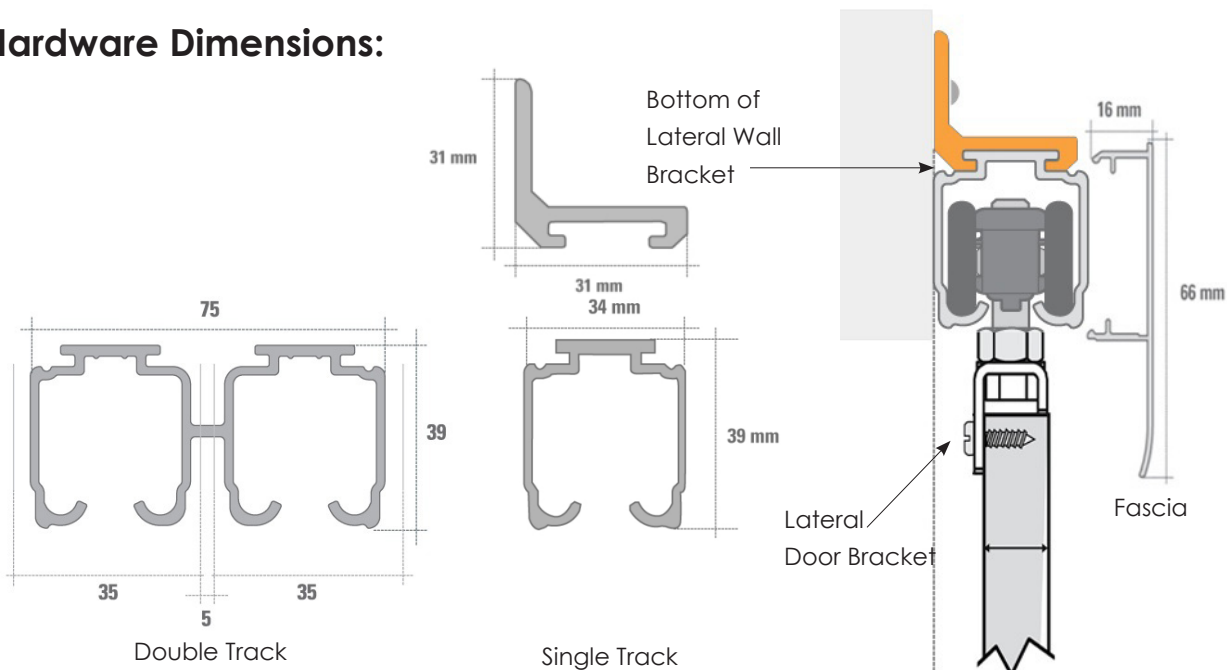 Hardware Dimensions:
31 mm
31 mm
Bottom of
Lateral Wall
Bracket
16 mm
66 mm
Fascia
75
39
35
5
35
Double Track
34 mm
39 mm
Single Track
Lateral
Door Bracket